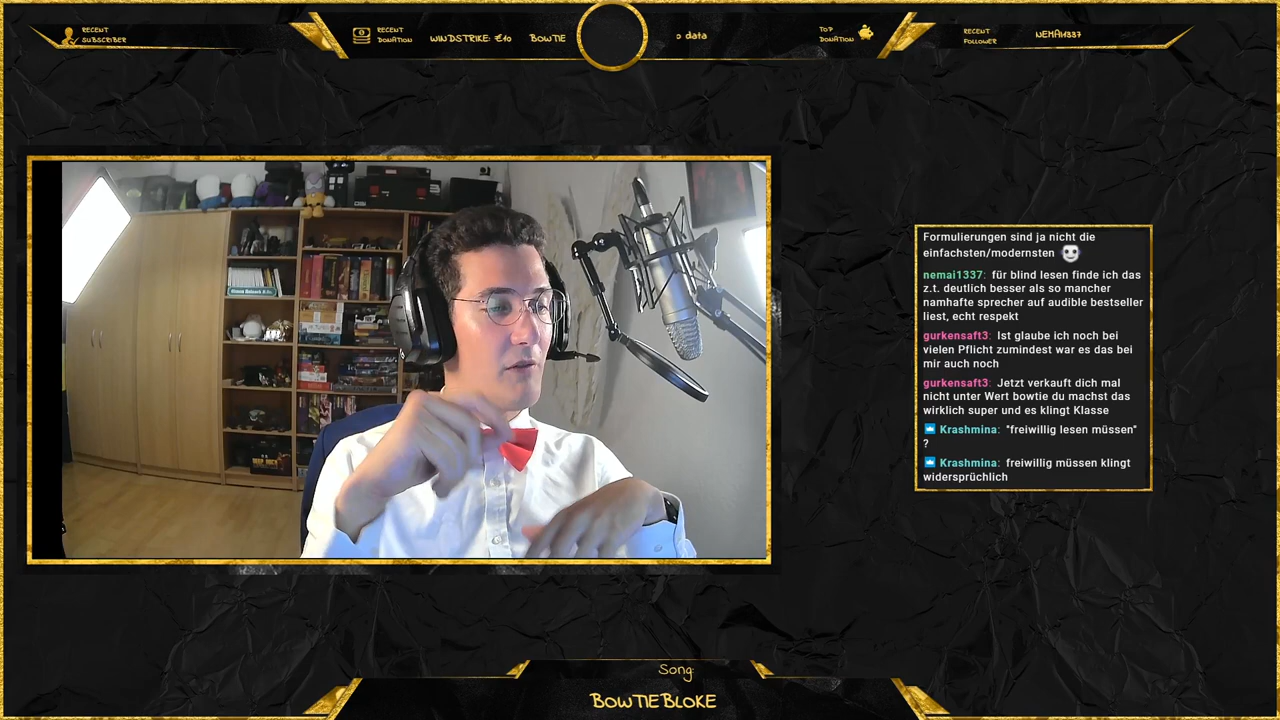 RECENT
SUBSCRIBER
RECENT
DONATION
WINDSTRIKE: €10
BOWTIE
o data
TOP
DONATION
RECENT
FOLLOWER
NEMAI1337
Formulierungen sind ja nicht die
einfachsten/modernsten
nemai1337: für blind lesen finde ich das
z.t. deutlich besser als so mancher
namhafte sprecher auf audible bestseller
liest, echt respekt
gurkensaft3: Ist glaube ich noch bei
vielen Pflicht zumindest war es das bei
mir auch noch
gurkensaft3: Jetzt verkauft dich mal
nicht unter Wert bowtie du machst das
wirklich super und es klingt Klasse
Krashmina: "freiwillig lesen müssen"
?
Krashmina: freiwillig müssen klingt
widersprüchlich
Song:
BOWTIEBLOKE